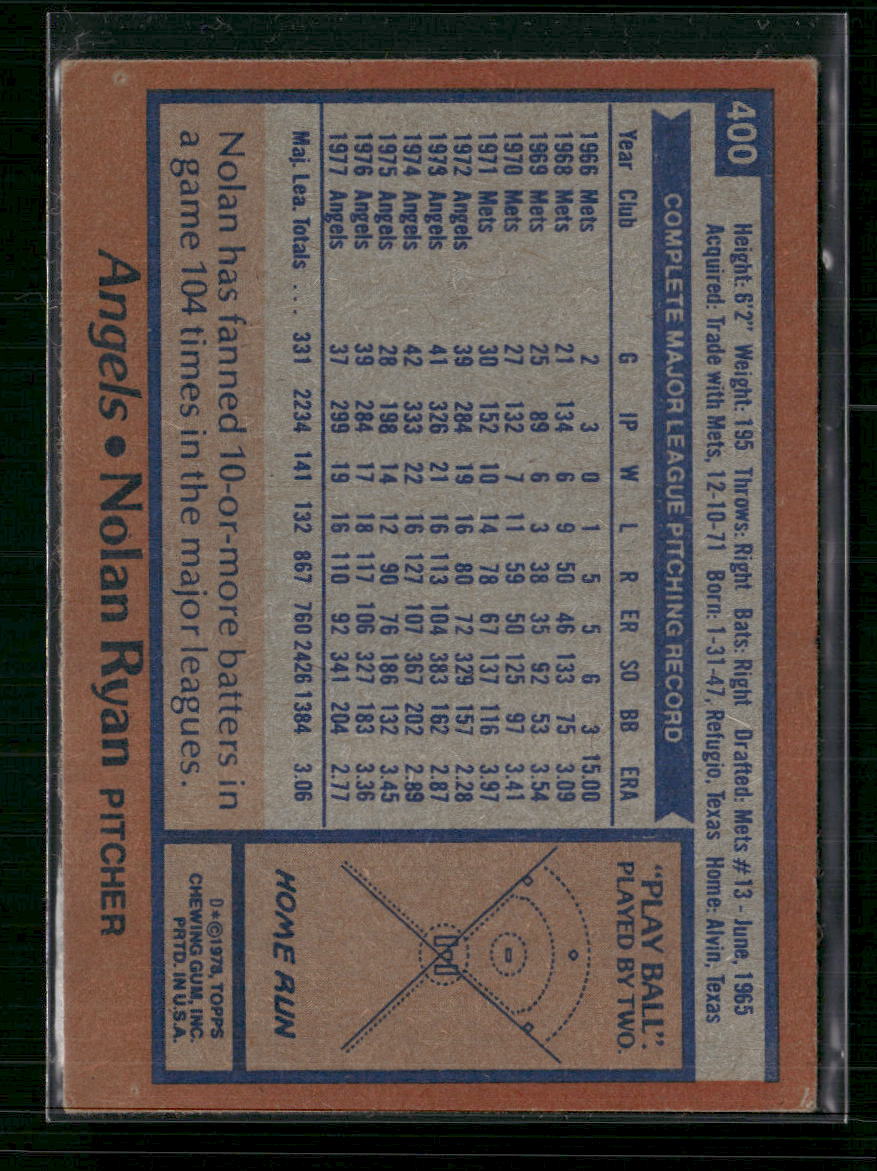 400
Height: 6'2" Weight: 195 Throws: Right Bats: Right Drafted: Mets #13 - June, 1965
Acquired: Trade with Mets, 12-10-71 Born: 1-31-47, Refugio, Texas Home: Alvin, Texas
COMPLETE MAJOR LEAGUE PITCHING RECORD
Year Club G IP W L R ER SO BB ERA
1966 Mets 2 3 0 1 5 5 6 3 15.00
1968 Mets 21 134 6 9 50 46 133 75 3.09
1969 Mets 25 89 6 3 38 35 92 53 3.54
1970 Mets 27 132 7 11 59 50 125 97 3.41
1971 Mets 30 152 10 14 78 67 137 116 3.97
1972 Angels 39 284 19 16 80 72 329 157 2.28
1973 Angels 41 326 21 16 113 104 383 162 2.87
1974 Angels 42 333 22 16 127 107 367 202 2.89
1975 Angels 28 198 14 12 90 76 186 132 3.45
1976 Angels 39 284 17 18 117 106 327 183 3.36
1977 Angels 37 299 19 16 110 92 341 204 2.77
Maj. Lea. Totals ... 331 2234 141 132 867 760 2426 1384 3.06
Nolan has fanned 10-or-more batters in
a game 104 times in the major leagues.
"PLAY BALL".
PLAYED BY TWO.
HOME RUN
D*©1978, TOPPS
CHEWING GUM, INC.
PRTD. IN U.S.A.
Angels • Nolan Ryan PITCHER